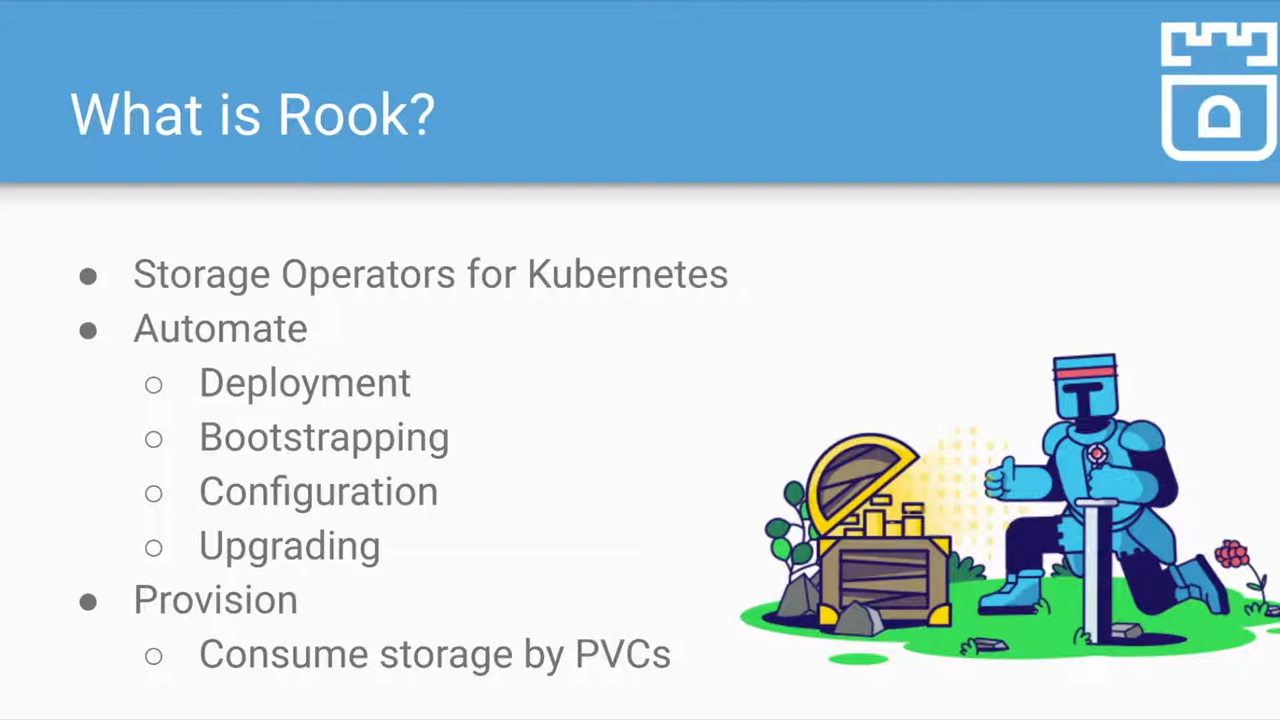 What is Rook?
● Storage Operators for Kubernetes
● Automate
○ Deployment
○ Bootstrapping
○ Configuration
○ Upgrading
● Provision
○ Consume storage by PVCs